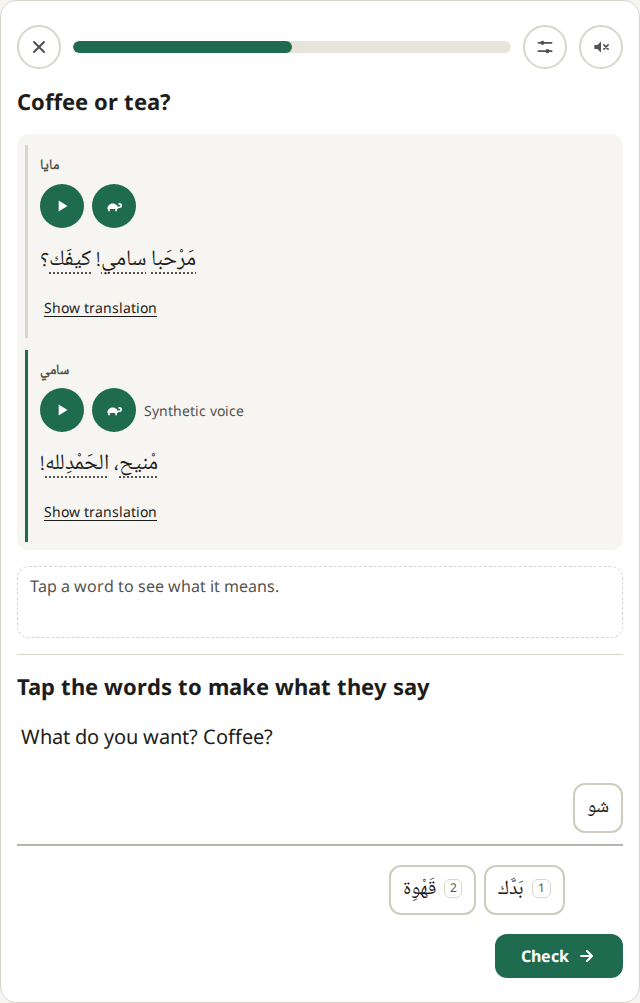 Coffee or tea?
مايا
مَرْحَبا سامي! كيفَك؟
Show translation
سامي
Synthetic voice
مْنيح، الحَمْدِلله!
Show translation
Tap a word to see what it means.
Tap the words to make what they say
What do you want? Coffee?
شو
1 بَدَّك
2 قَهْوِة
Check